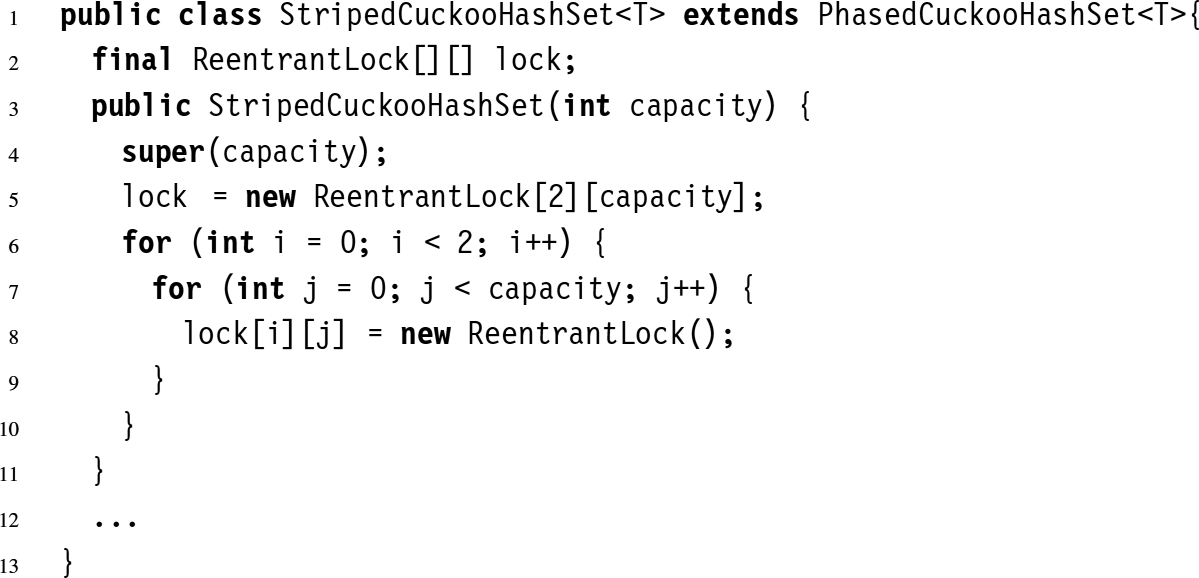 1 public class StripedCuckooHashSet<T> extends PhasedCuckooHashSet<T>{
2 final ReentrantLock[][] lock;
3 public StripedCuckooHashSet(int capacity) {
4 super(capacity);
5 lock = new ReentrantLock[2][capacity];
6 for (int i = 0; i < 2; i++) {
7 for (int j = 0; j < capacity; j++) {
8 lock[i][j] = new ReentrantLock();
9 }
10 }
11 }
12 ...
13 }